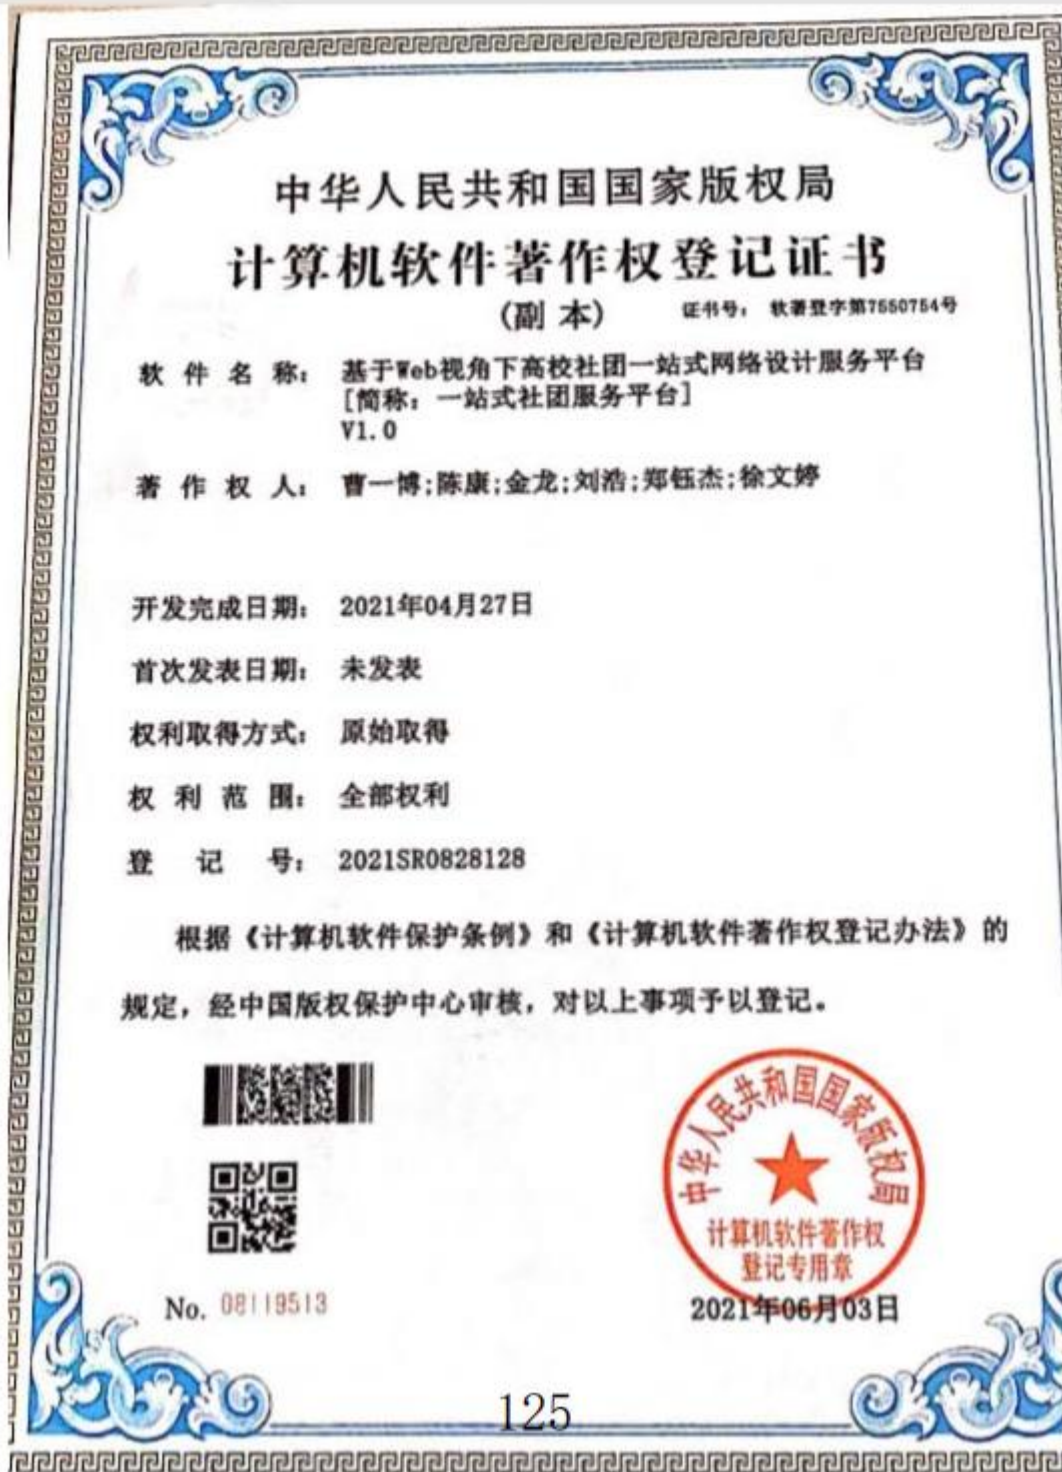 中华人民共和国国家版权局
计算机软件著作权登记证书
(副 本)
证书号： 软著登字第7550754号
软 件 名 称： 基于Web视角下高校社团一站式网络设计服务平台
[简称：一站式社团服务平台]
V1.0
著 作 权 人： 曹一博;陈康;金龙;刘浩;郑钰杰;徐文婷
开发完成日期： 2021年04月27日
首次发表日期： 未发表
权利取得方式： 原始取得
权 利 范 围： 全部权利
登 记 号： 2021SR0828128
根据《计算机软件保护条例》和《计算机软件著作权登记办法》的
规定，经中国版权保护中心审核，对以上事项予以登记。
中华人民共和国国家版权局
计算机软件著作权
登记专用章
No. 08119513
2021年06月03日
125